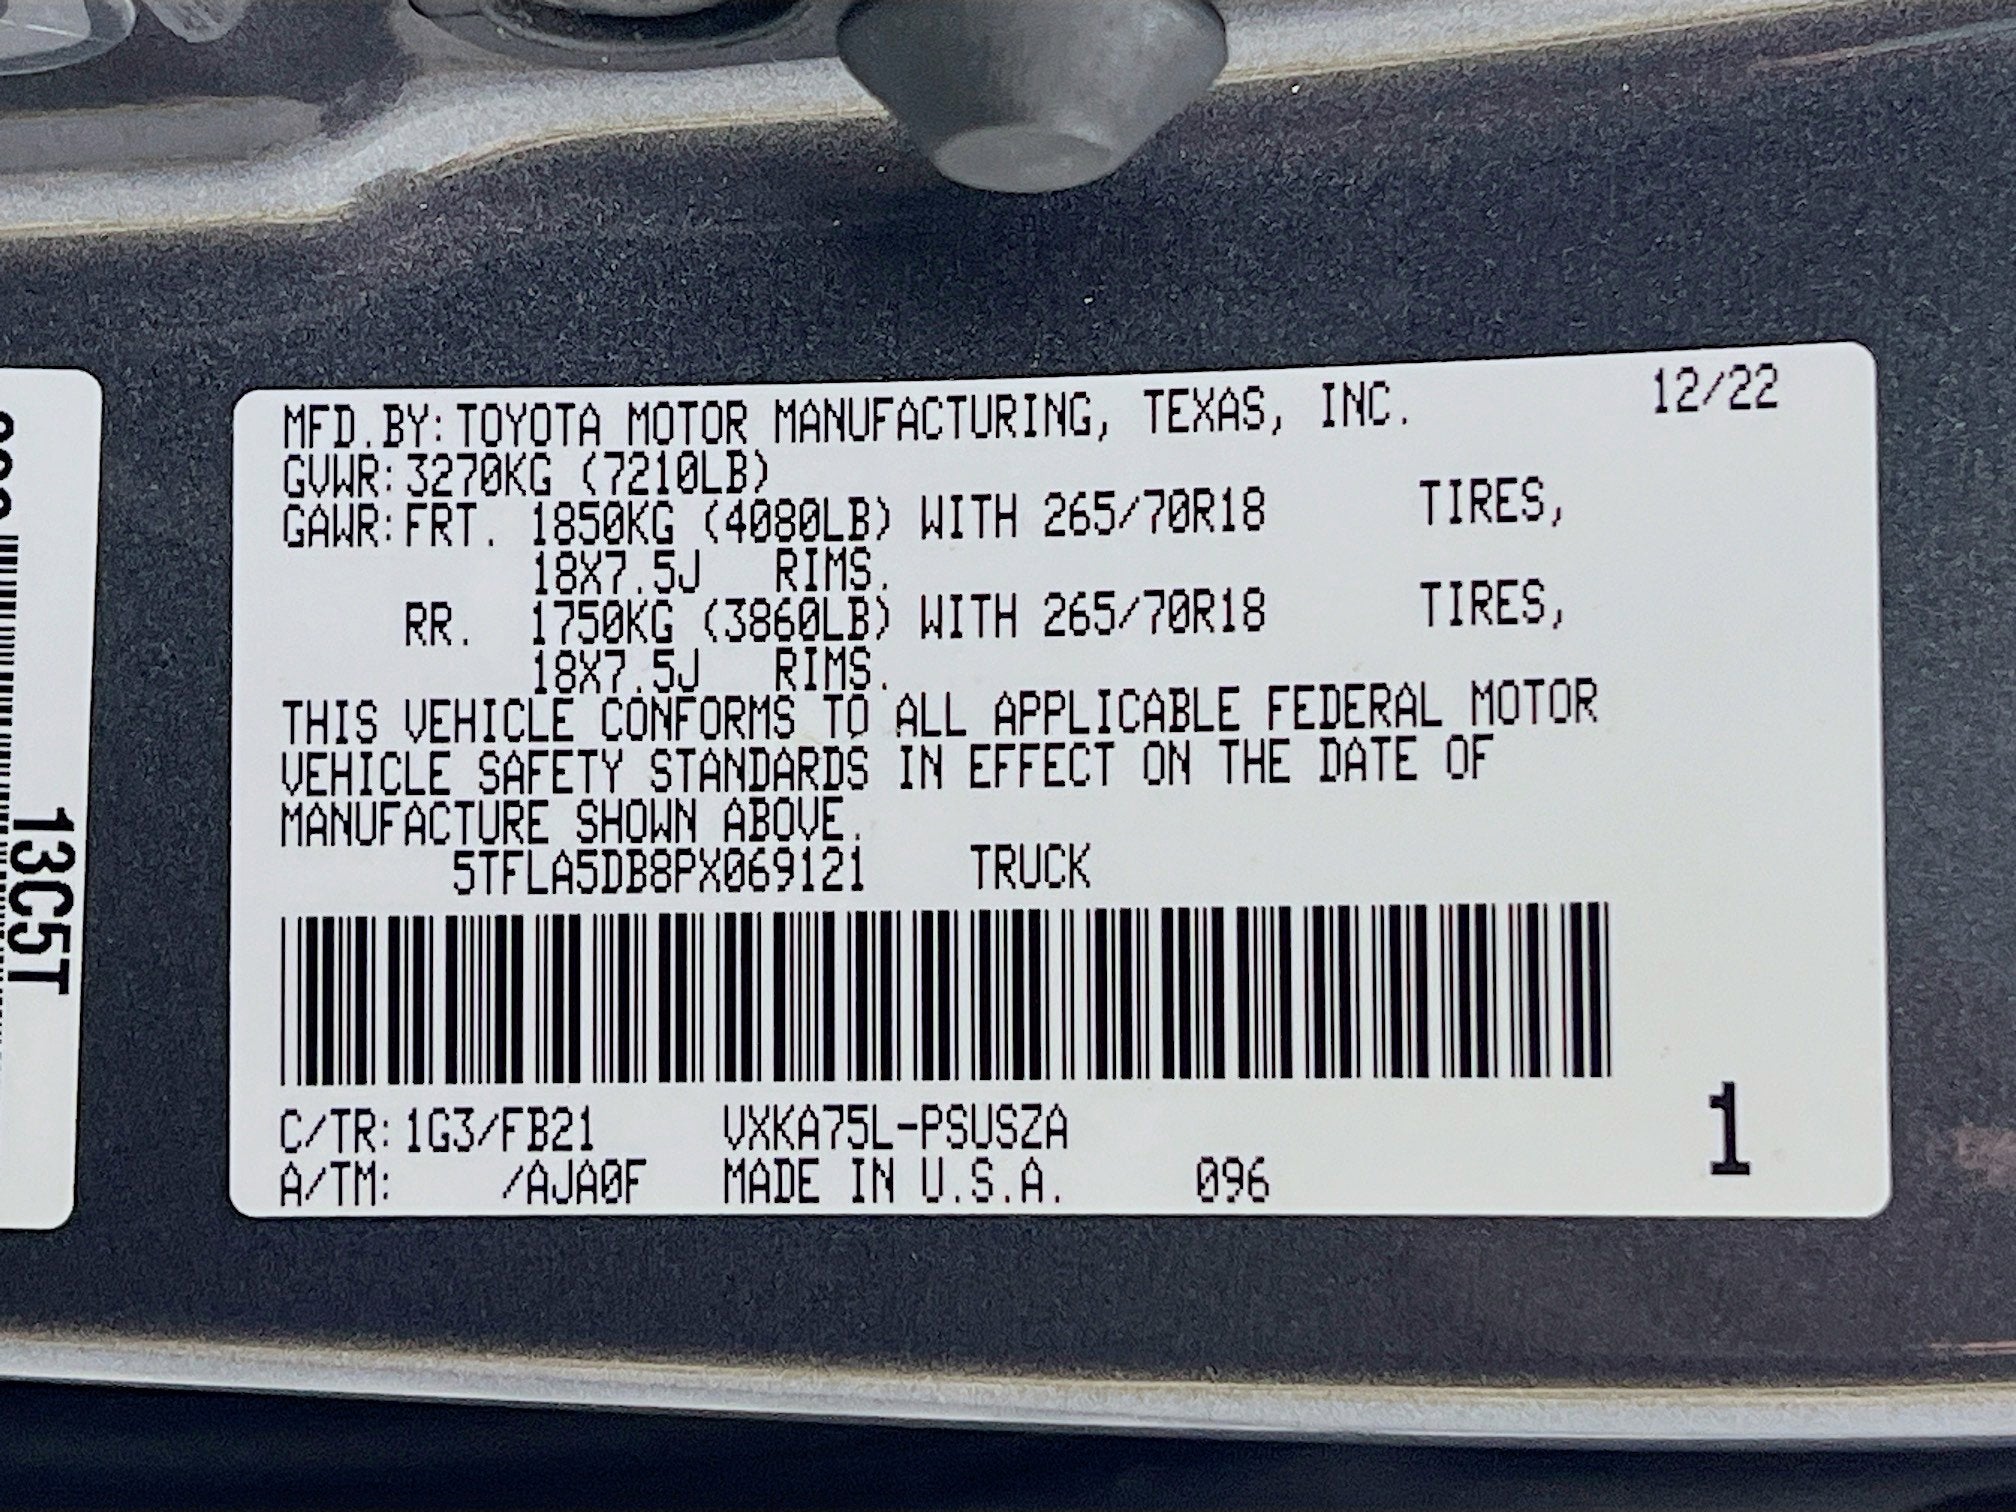 MFD.BY:TOYOTA MOTOR MANUFACTURING, TEXAS, INC. 12/22
GVWR:3270KG (7210LB)
GAWR:FRT. 1850KG (4080LB) WITH 265/70R18 TIRES,
18X7.5J RIMS.
RR. 1750KG (3860LB) WITH 265/70R18 TIRES,
18X7.5J RIMS.
THIS VEHICLE CONFORMS TO ALL APPLICABLE FEDERAL MOTOR
VEHICLE SAFETY STANDARDS IN EFFECT ON THE DATE OF
MANUFACTURE SHOWN ABOVE.
5TFLA5DB8PX069121 TRUCK
C/TR:1G3/FB21 VXKA75L-PSUSZA
A/TM: /AJA0F MADE IN U.S.A. 096
1
13C5T